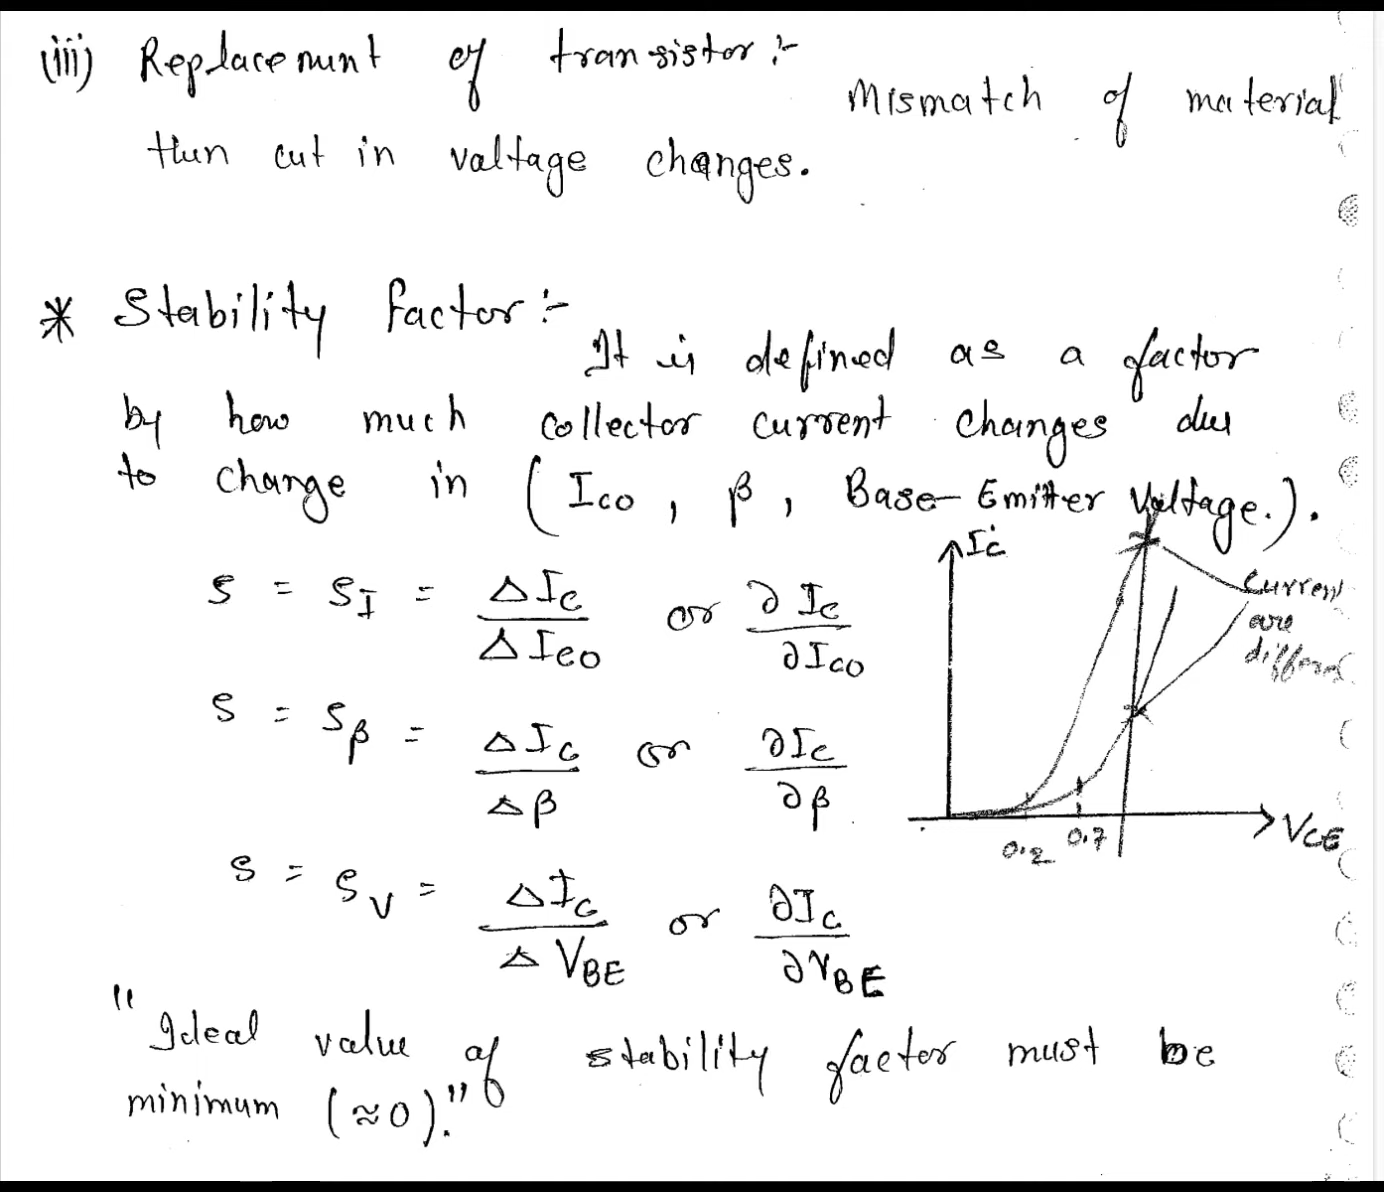 (iii) Replacement of transistor :-
Mismatch of material
then cut in valtage changes.
* Stability factor :-
It is defined as a factor
by how much collector current changes due
to change in ( Ico , β , Base-Emitter Voltage.).
S = S_I = ΔIc / ΔIco or ∂Ic / ∂Ico
S = Sβ = ΔIc / Δβ or ∂Ic / ∂β
S = S_V = ΔIc / ΔVBE or ∂Ic / ∂VBE
Ic
Current
are
0.2 0.7
VCE
"Ideal value of stability factor must be
minimum (≈0)."